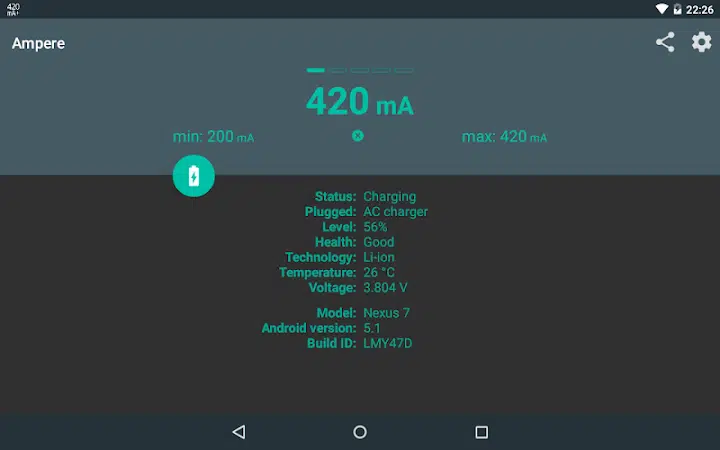 420
mA+
22:26
Ampere
420 mA
min: 200 mA
max: 420 mA
Status: Charging
Plugged: AC charger
Level: 56%
Health: Good
Technology: Li-ion
Temperature: 26 °C
Voltage: 3.804 V
Model: Nexus 7
Android version: 5.1
Build ID: LMY47D